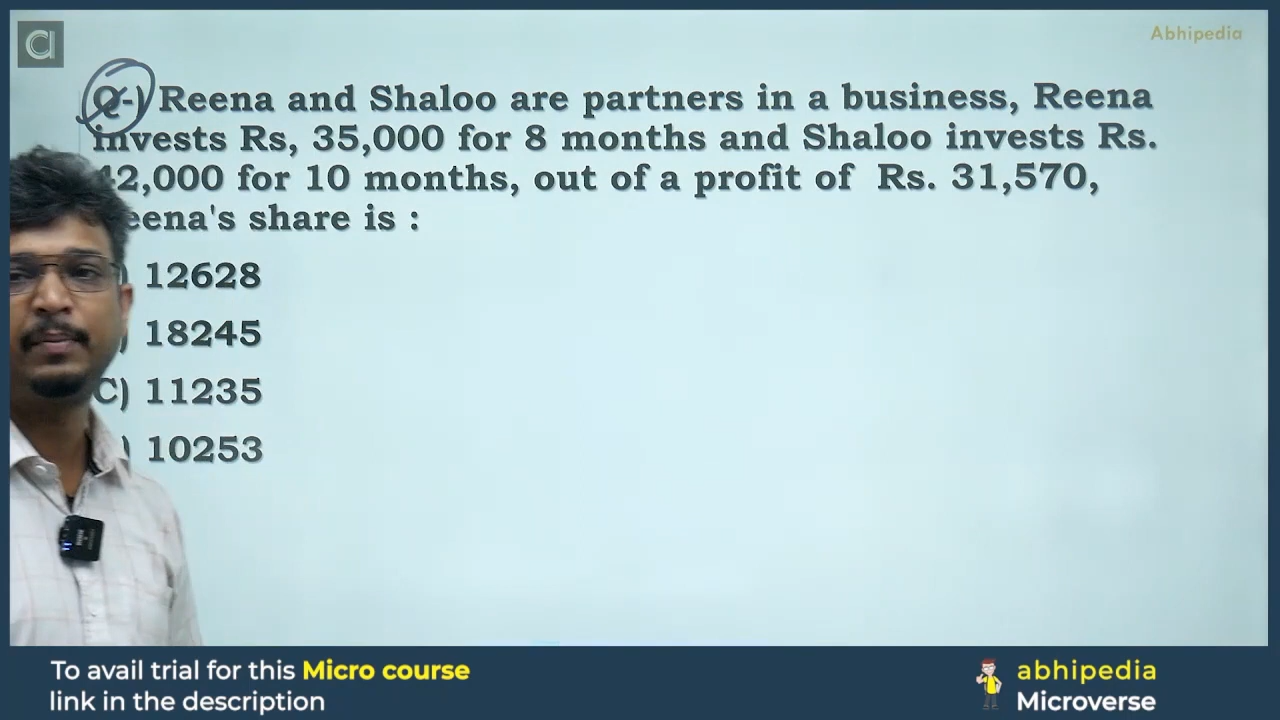 Abhipedia
Q-) Reena and Shaloo are partners in a business, Reena
invests Rs, 35,000 for 8 months and Shaloo invests Rs.
42,000 for 10 months, out of a profit of Rs. 31,570,
eena's share is :
) 12628
) 18245
C) 11235
) 10253
To avail trial for this Micro course
link in the description
abhipedia
Microverse